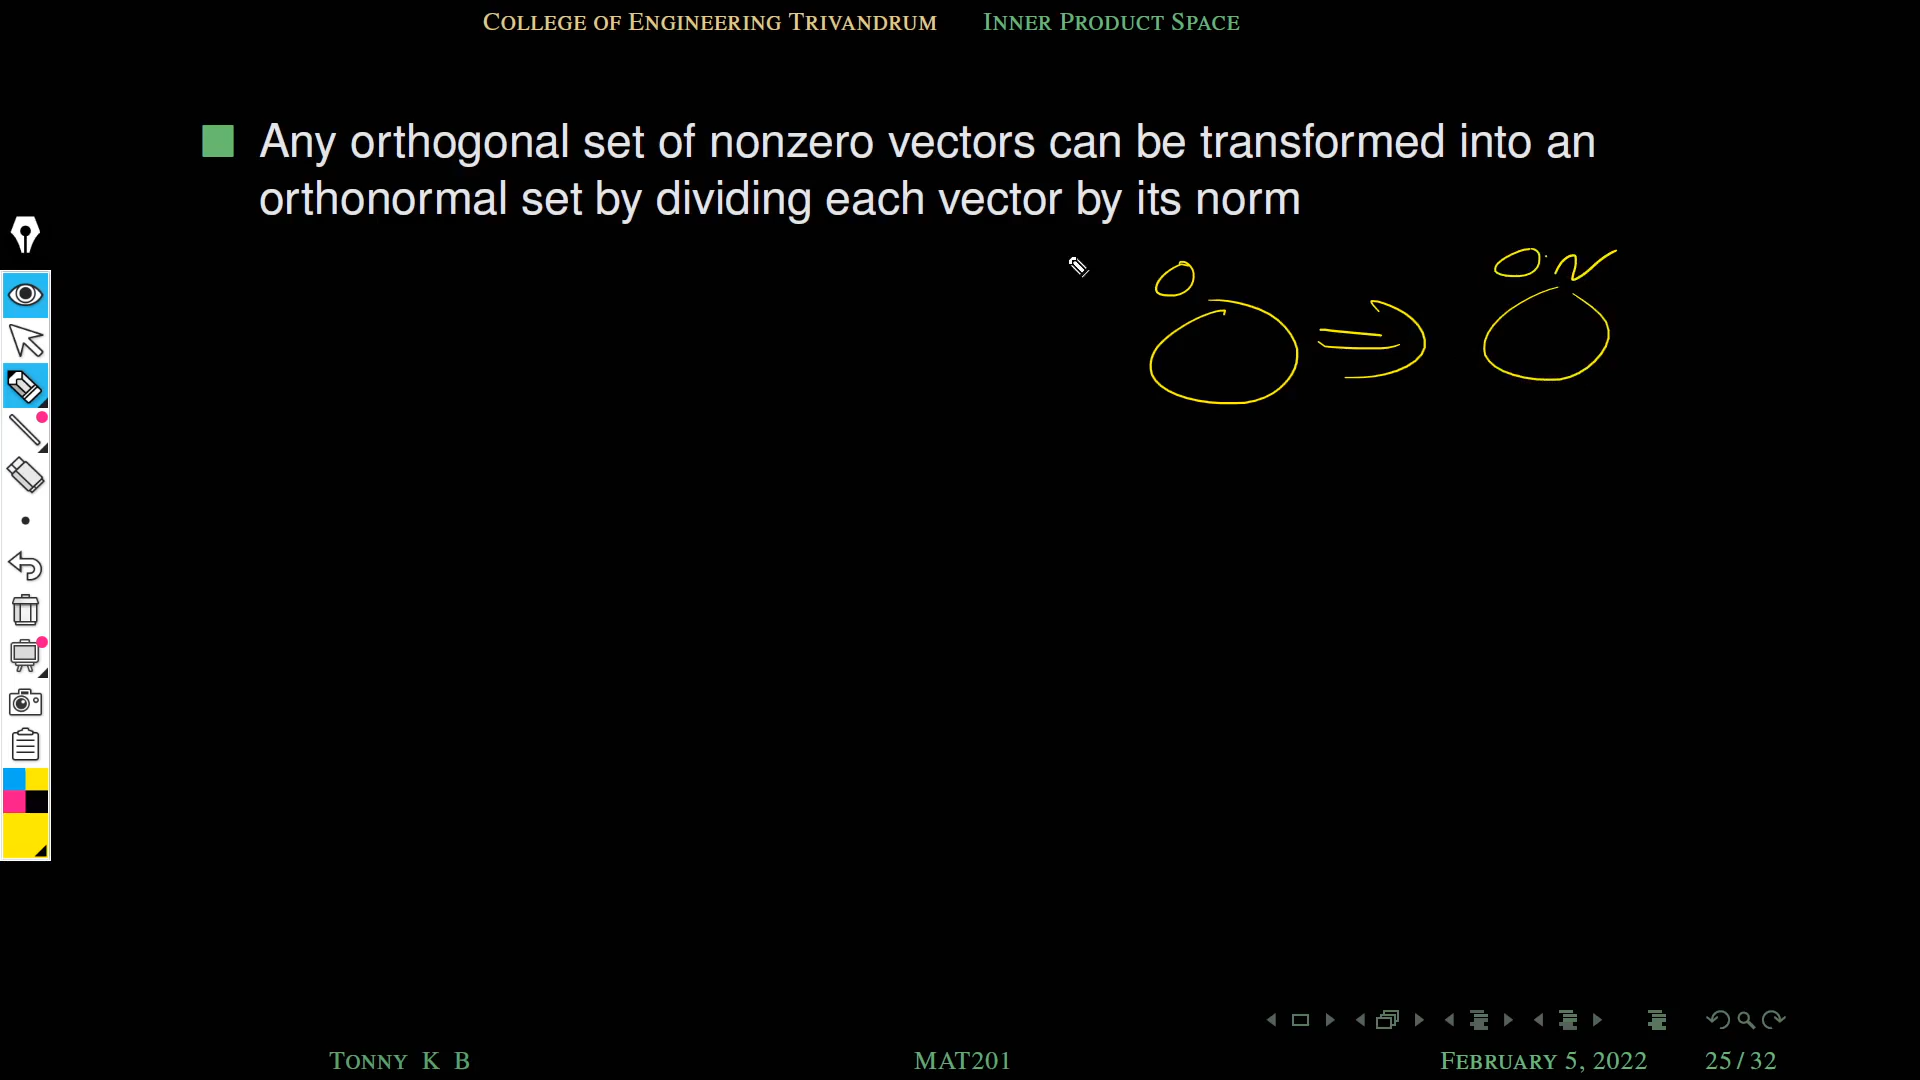 College of Engineering Trivandrum Inner Product Space
Any orthogonal set of nonzero vectors can be transformed into an
orthonormal set by dividing each vector by its norm
O
O.N
Tonny K B MAT201 February 5, 2022 25 / 32